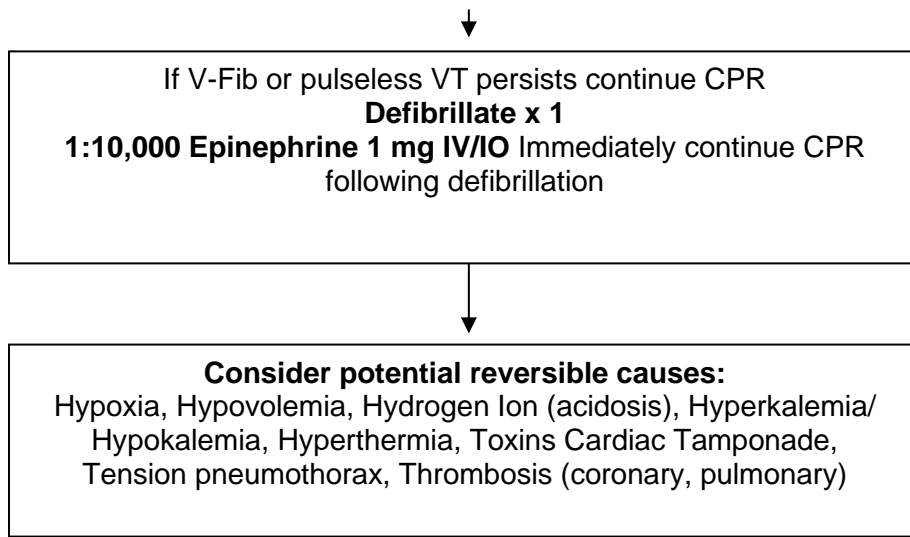 If V-Fib or pulseless VT persists continue CPR
Defibrillate x 1
1:10,000 Epinephrine 1 mg IV/IO Immediately continue CPR
following defibrillation
Consider potential reversible causes:
Hypoxia, Hypovolemia, Hydrogen Ion (acidosis), Hyperkalemia/
Hypokalemia, Hyperthermia, Toxins Cardiac Tamponade,
Tension pneumothorax, Thrombosis (coronary, pulmonary)